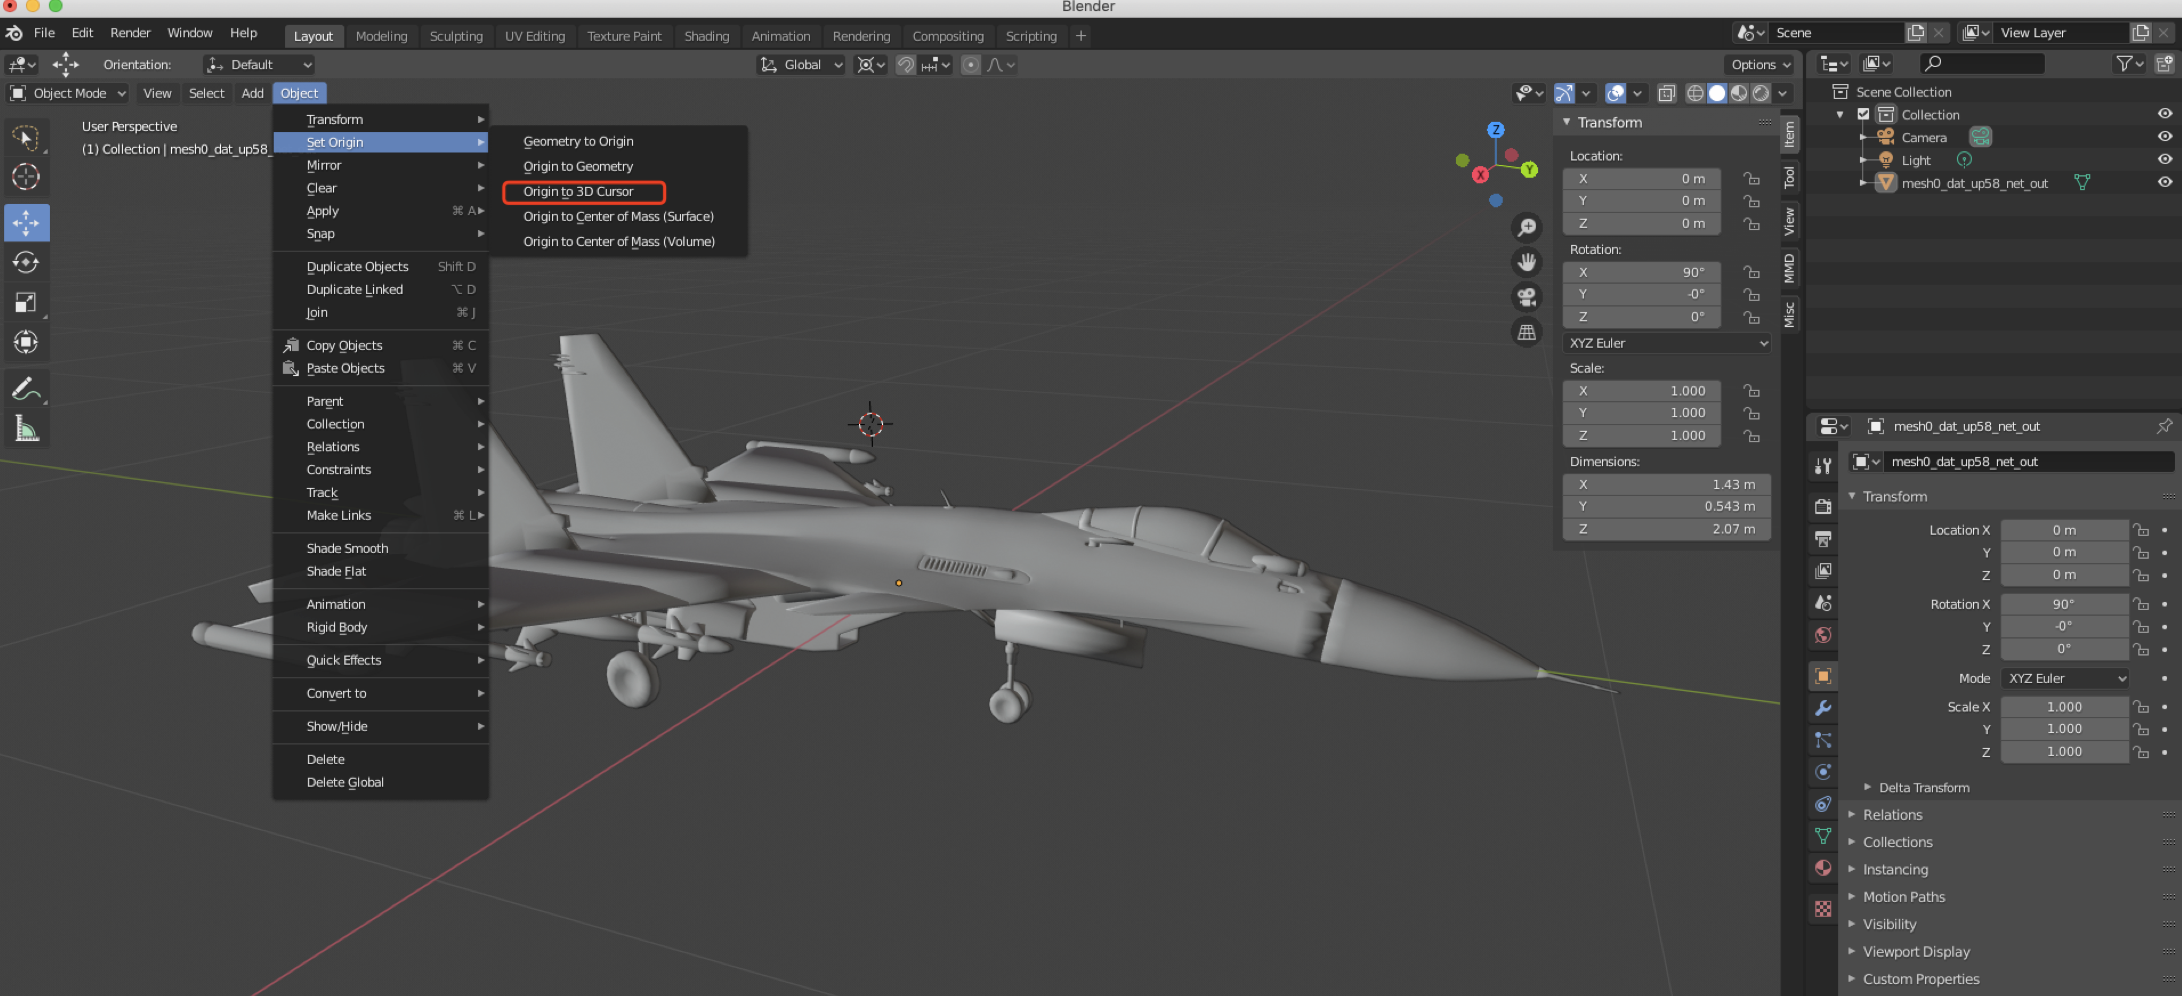 Blender
File Edit Render Window Help
Layout Modeling Sculpting UV Editing Texture Paint Shading Animation Rendering Compositing Scripting +
Scene
View Layer
Orientation: Default
Global
Options
Object Mode View Select Add Object
User Perspective
(1) Collection | mesh0_dat_up58_
Transform
Set Origin
Mirror
Clear
Apply ⌘ A
Snap
Duplicate Objects Shift D
Duplicate Linked ⌥ D
Join ⌘ J
Copy Objects ⌘ C
Paste Objects ⌘ V
Parent
Collection
Relations
Constraints
Track
Make Links ⌘ L
Shade Smooth
Shade Flat
Animation
Rigid Body
Quick Effects
Convert to
Show/Hide
Delete
Delete Global
Geometry to Origin
Origin to Geometry
Origin to 3D Cursor
Origin to Center of Mass (Surface)
Origin to Center of Mass (Volume)
Z
Y
X
Transform
Location:
X 0 m
Y 0 m
Z 0 m
Rotation:
X 90°
Y -0°
Z 0°
XYZ Euler
Scale:
X 1.000
Y 1.000
Z 1.000
Dimensions:
X 1.43 m
Y 0.543 m
Z 2.07 m
Item
Tool
View
MMD
Misc
Scene Collection
Collection
Camera
Light
mesh0_dat_up58_net_out
mesh0_dat_up58_net_out
mesh0_dat_up58_net_out
Transform
Location X 0 m
Y 0 m
Z 0 m
Rotation X 90°
Y -0°
Z 0°
Mode XYZ Euler
Scale X 1.000
Y 1.000
Z 1.000
Delta Transform
Relations
Collections
Instancing
Motion Paths
Visibility
Viewport Display
Custom Properties